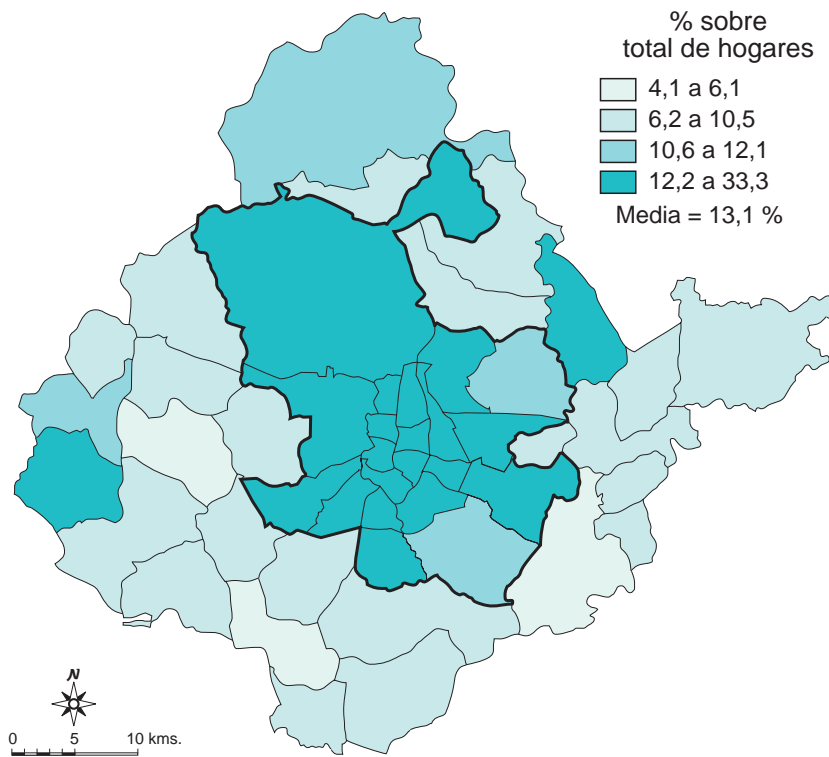 % sobre
total de hogares
4,1 a 6,1
6,2 a 10,5
10,6 a 12,1
12,2 a 33,3
Media = 13,1 %
N
0 5 10 kms.